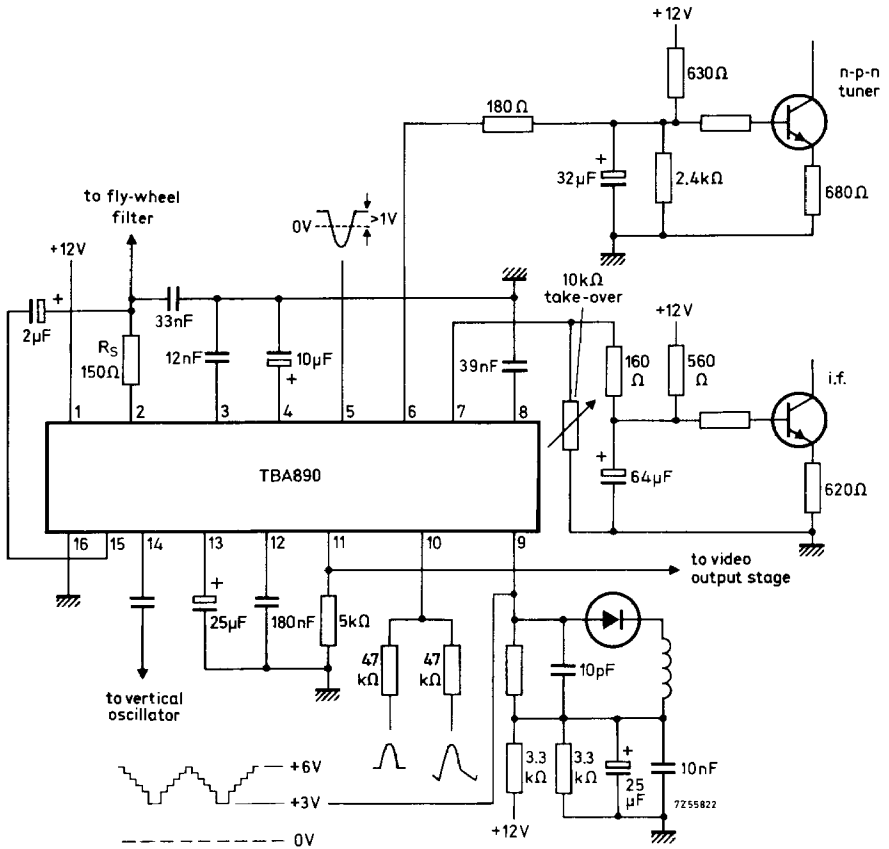 +12V
n-p-n
tuner
630Ω
180Ω
32μF
+
2.4kΩ
680Ω
to fly-wheel
filter
0V
>1V
+12V
+
2μF
33nF
10kΩ
take-over
+12V
R_S
150Ω
12nF
10μF
+
39nF
160
Ω
560
Ω
i.f.
1
2
3
4
5
6
7
8
+
64μF
620Ω
TBA890
16
15
14
13
12
11
10
9
to video
output stage
+
25μF
180nF
5kΩ
47
kΩ
47
kΩ
10pF
to vertical
oscillator
3.3
kΩ
3.3
kΩ
+
25
μF
10nF
+6V
+3V
0V
+12V
7Z55822